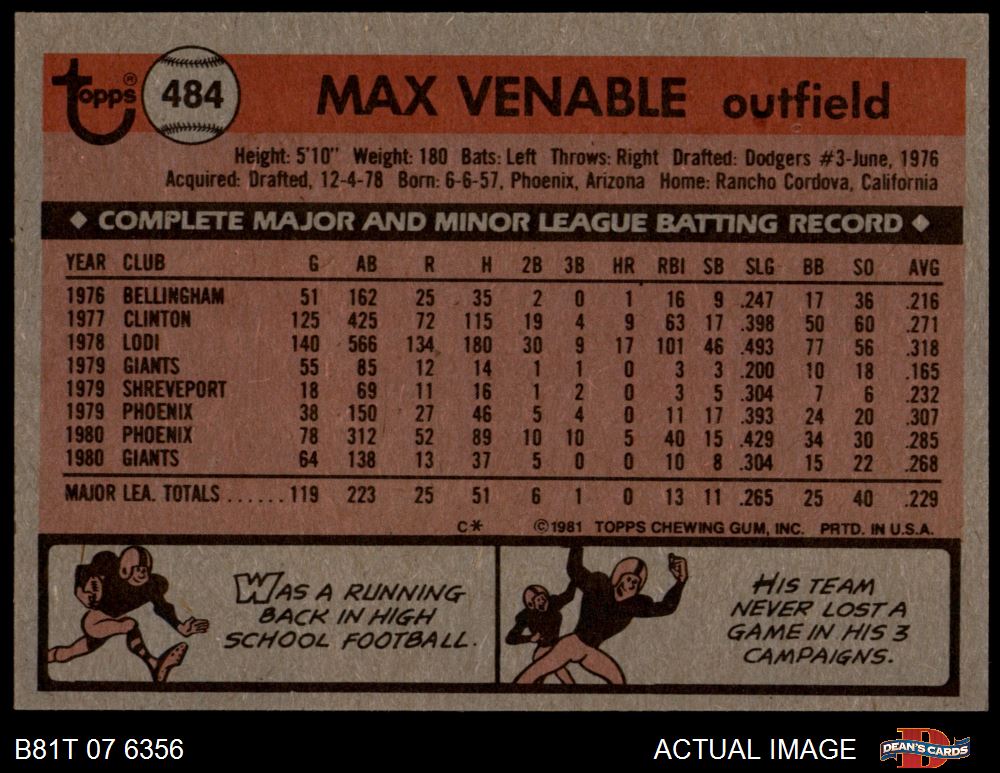 Topps® 484 MAX VENABLE outfield
Height: 5'10" Weight: 180 Bats: Left Throws: Right Drafted: Dodgers #3-June, 1976
Acquired: Drafted, 12-4-78 Born: 6-6-57, Phoenix, Arizona Home: Rancho Cordova, California
◆ COMPLETE MAJOR AND MINOR LEAGUE BATTING RECORD ◆
YEAR CLUB G AB R H 2B 3B HR RBI SB SLG BB SO AVG
1976 BELLINGHAM 51 162 25 35 2 0 1 16 9 .247 17 36 .216
1977 CLINTON 125 425 72 115 19 4 9 63 17 .398 50 60 .271
1978 LODI 140 566 134 180 30 9 17 101 46 .493 77 56 .318
1979 GIANTS 55 85 12 14 1 1 0 3 3 .200 10 18 .165
1979 SHREVEPORT 18 69 11 16 1 2 0 3 5 .304 7 6 .232
1979 PHOENIX 38 150 27 46 5 4 0 11 17 .393 24 20 .307
1980 PHOENIX 78 312 52 89 10 10 5 40 15 .429 34 30 .285
1980 GIANTS 64 138 13 37 5 0 0 10 8 .304 15 22 .268
MAJOR LEA. TOTALS ...... 119 223 25 51 6 1 0 13 11 .265 25 40 .229
C* ©1981 TOPPS CHEWING GUM, INC. PRTD. IN U.S.A.
WAS A RUNNING
BACK IN HIGH
SCHOOL FOOTBALL.
HIS TEAM
NEVER LOST A
GAME IN HIS 3
CAMPAIGNS.
B81T 07 6356 ACTUAL IMAGE DEAN'S CARDS